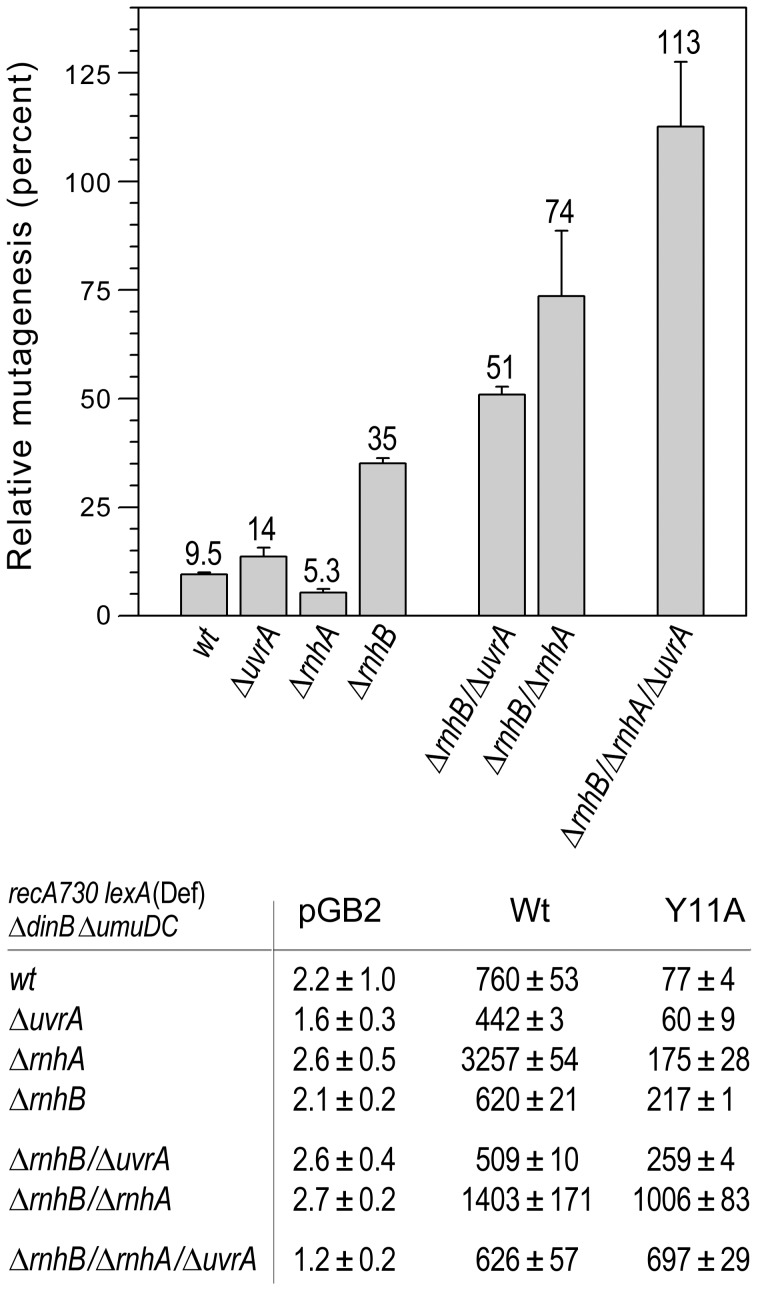 Relative mutagenesis (percent)
125
100
75
50
25
0
9.5
14
5.3
35
51
74
113
wt
ΔuvrA
ΔrnhA
ΔrnhB
ΔrnhB/ΔuvrA
ΔrnhB/ΔrnhA
ΔrnhB/ΔrnhA/ΔuvrA
recA730 lexA(Def)
ΔdinB ΔumuDC
pGB2 Wt Y11A
wt 2.2 ± 1.0 760 ± 53 77 ± 4
ΔuvrA 1.6 ± 0.3 442 ± 3 60 ± 9
ΔrnhA 2.6 ± 0.5 3257 ± 54 175 ± 28
ΔrnhB 2.1 ± 0.2 620 ± 21 217 ± 1
ΔrnhB/ΔuvrA 2.6 ± 0.4 509 ± 10 259 ± 4
ΔrnhB/ΔrnhA 2.7 ± 0.2 1403 ± 171 1006 ± 83
ΔrnhB/ΔrnhA/ΔuvrA 1.2 ± 0.2 626 ± 57 697 ± 29